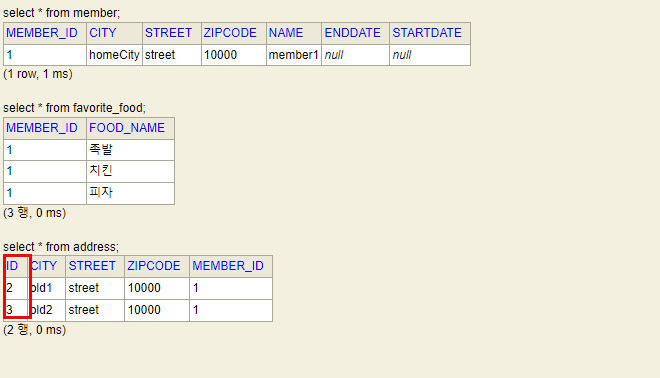 select * from member;
MEMBER_ID CITY STREET ZIPCODE NAME ENDDATE STARTDATE
1 homeCity street 10000 member1 null null
(1 row, 1 ms)
select * from favorite_food;
MEMBER_ID FOOD_NAME
1 족발
1 치킨
1 피자
(3 행, 0 ms)
select * from address;
ID CITY STREET ZIPCODE MEMBER_ID
2 old1 street 10000 1
3 old2 street 10000 1
(2 행, 0 ms)